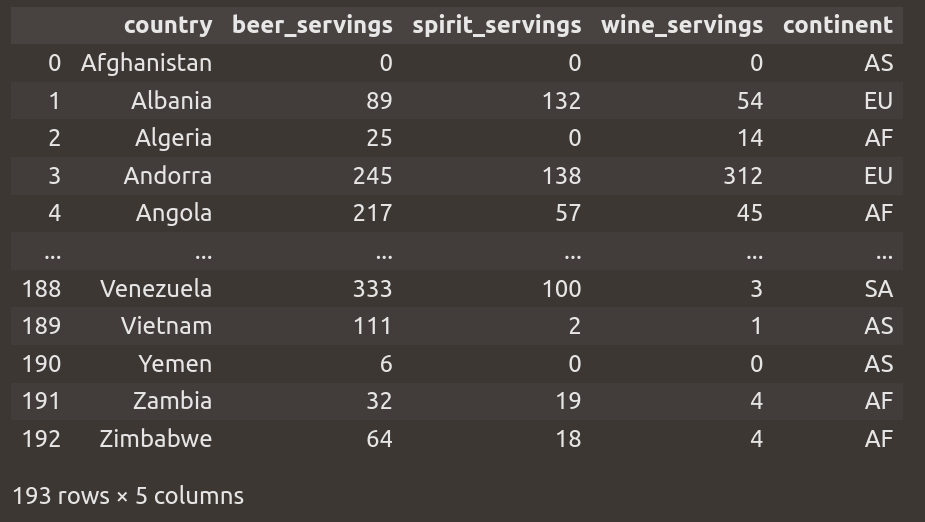 country beer_servings spirit_servings wine_servings continent
0 Afghanistan 0 0 0 AS
1 Albania 89 132 54 EU
2 Algeria 25 0 14 AF
3 Andorra 245 138 312 EU
4 Angola 217 57 45 AF
... ... ... ... ... ...
188 Venezuela 333 100 3 SA
189 Vietnam 111 2 1 AS
190 Yemen 6 0 0 AS
191 Zambia 32 19 4 AF
192 Zimbabwe 64 18 4 AF
193 rows × 5 columns